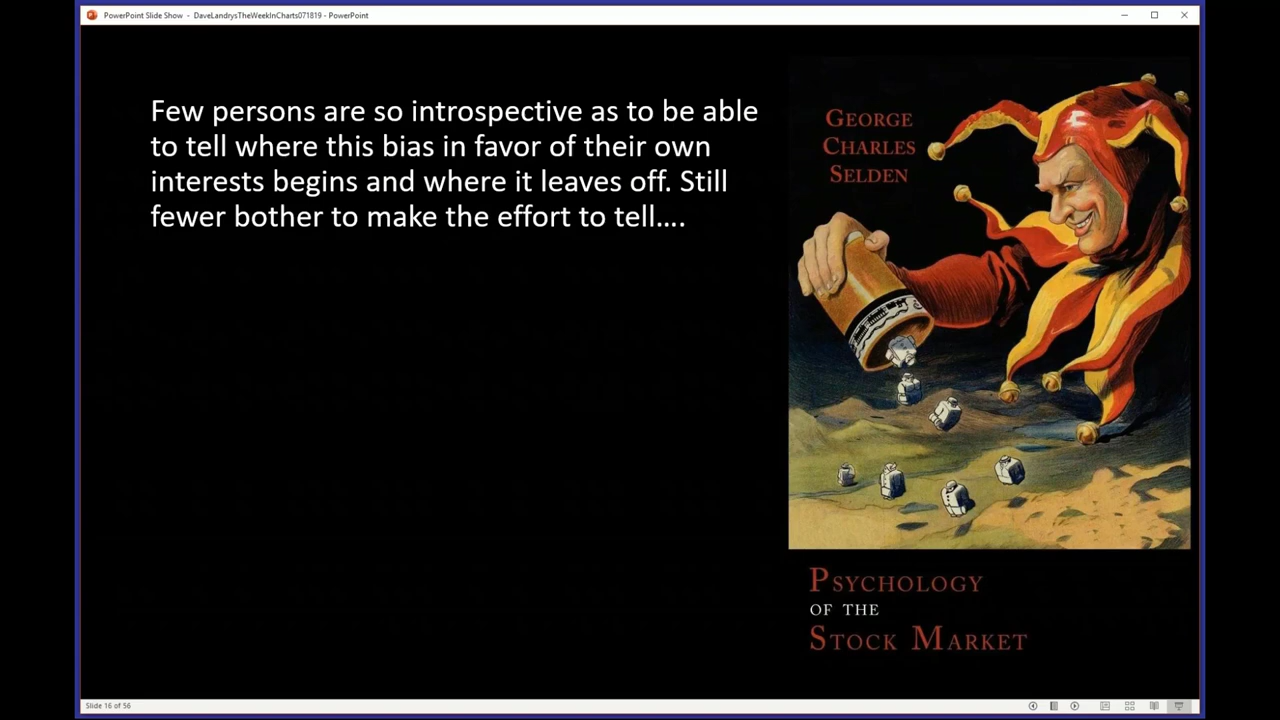 PowerPoint Slide Show - DaveLandrysTheWeekInCharts071819 - PowerPoint
Few persons are so introspective as to be able
to tell where this bias in favor of their own
interests begins and where it leaves off. Still
fewer bother to make the effort to tell....
GEORGE
CHARLES
SELDEN
PSYCHOLOGY
OF THE
STOCK MARKET
Slide 16 of 56